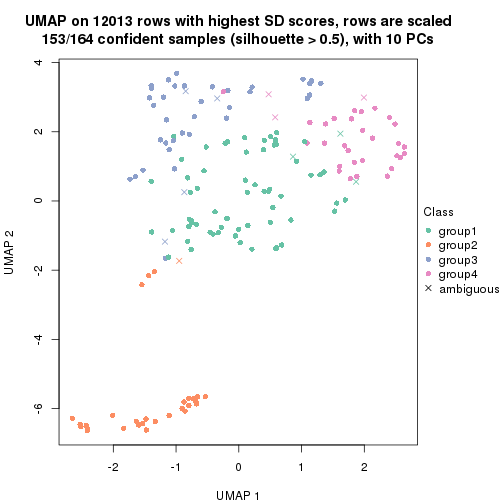 UMAP on 12013 rows with highest SD scores, rows are scaled
153/164 confident samples (silhouette > 0.5), with 10 PCs
4
2
0
-2
-4
-6
UMAP 2
-2
-1
0
1
2
UMAP 1
Class
group1
group2
group3
group4
ambiguous